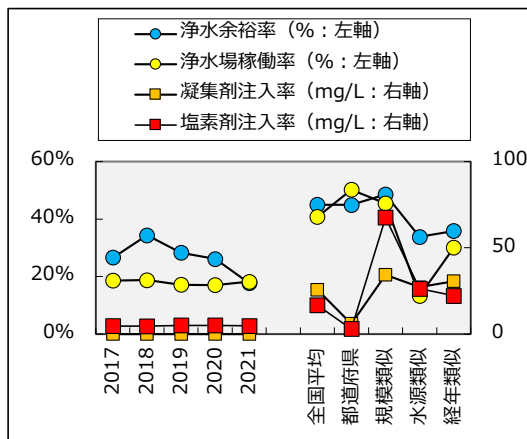 浄水余裕率（%：左軸）
浄水場稼働率（%：左軸）
凝集剤注入率（mg/L：右軸）
塩素剤注入率（mg/L：右軸）
60%
40%
20%
0%
100
50
0
2017
2018
2019
2020
2021
全国平均
都道府県
規模類似
水源類似
経年類似